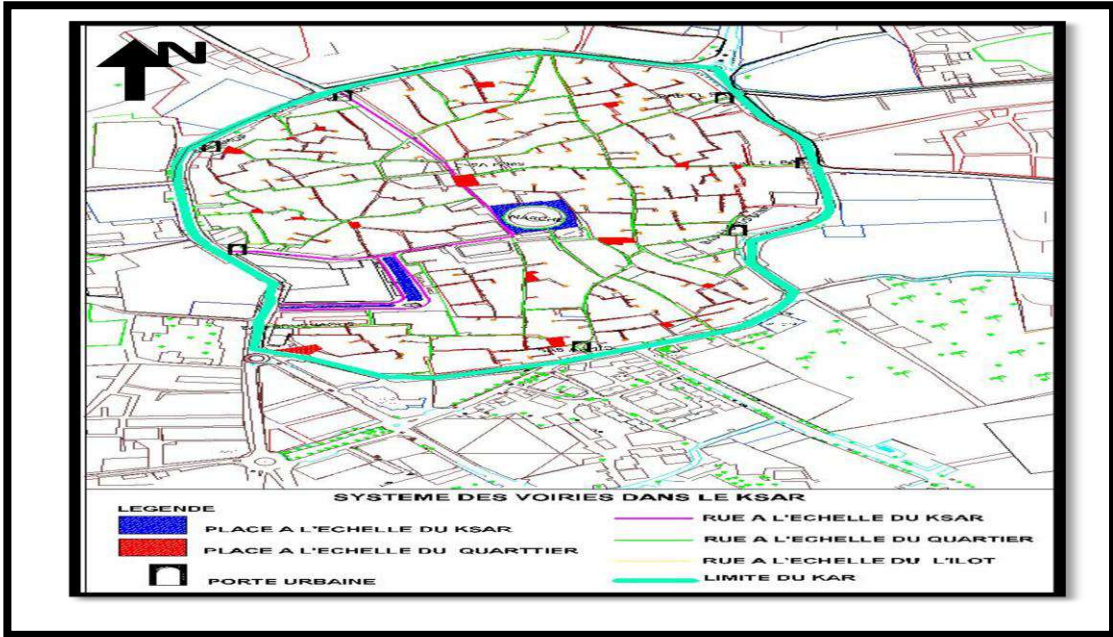 N
MARCHE
SYSTEME DES VOIRIES DANS LE KSAR
LEGENDE
PLACE A L'ECHELLE DU KSAR
PLACE A L'ECHELLE DU QUARTTIER
PORTE URBAINE
RUE A L'ECHELLE DU KSAR
RUE A L'ECHELLE DU QUARTIER
RUE A L'ECHELLE DU L'ILOT
LIMITE DU KAR